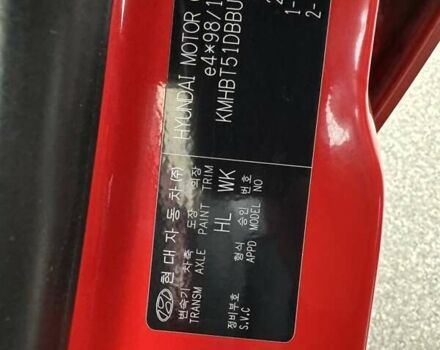 현대자동차(주) HYUNDAI MOTOR
e4*98/1
KMHBT51DBBU
변속기 차축 도장 외장
TRANSM AXLE PAINT TRIM
HL WK
정비부호 형식 승인 번호
S.V.C APPD MODEL NO